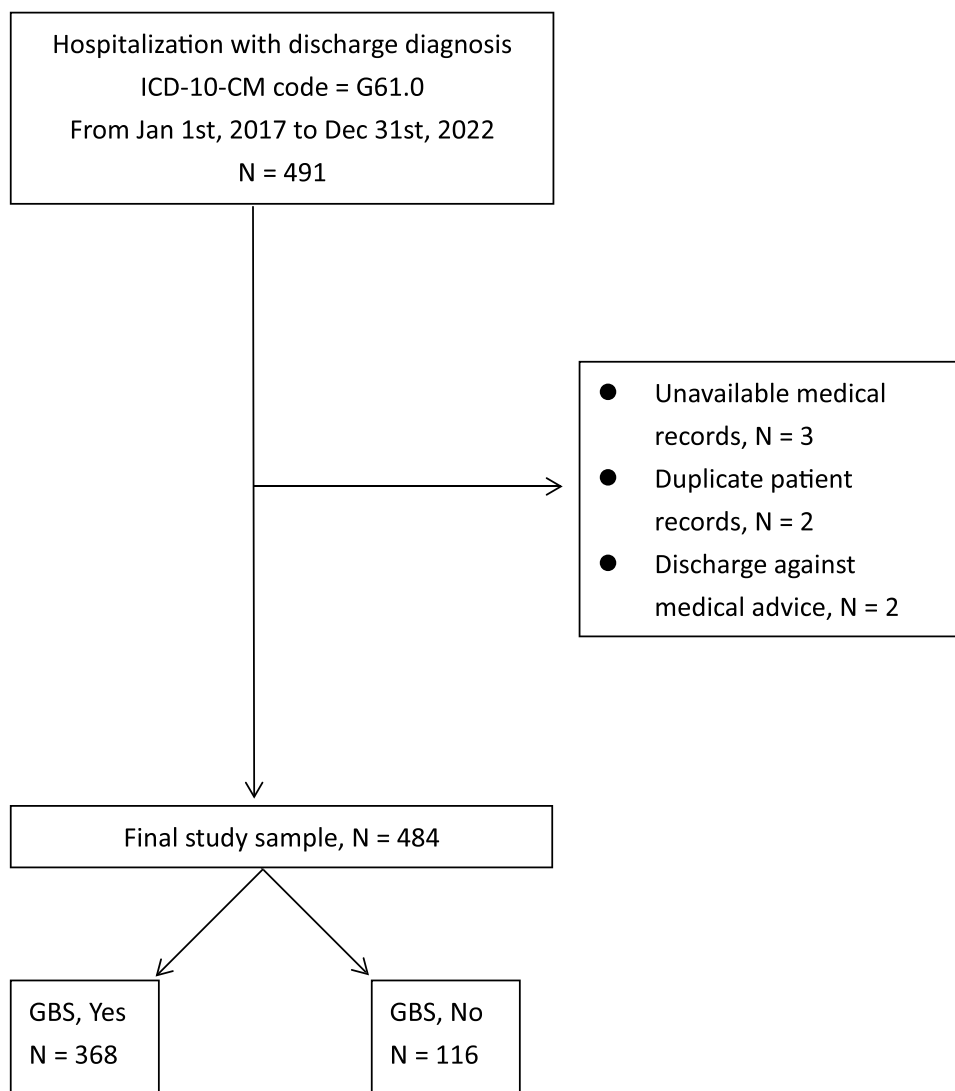 Hospitalization with discharge diagnosis
ICD-10-CM code = G61.0
From Jan 1st, 2017 to Dec 31st, 2022
N = 491
● Unavailable medical
records, N = 3
● Duplicate patient
records, N = 2
● Discharge against
medical advice, N = 2
Final study sample, N = 484
GBS, Yes
N = 368
GBS, No
N = 116